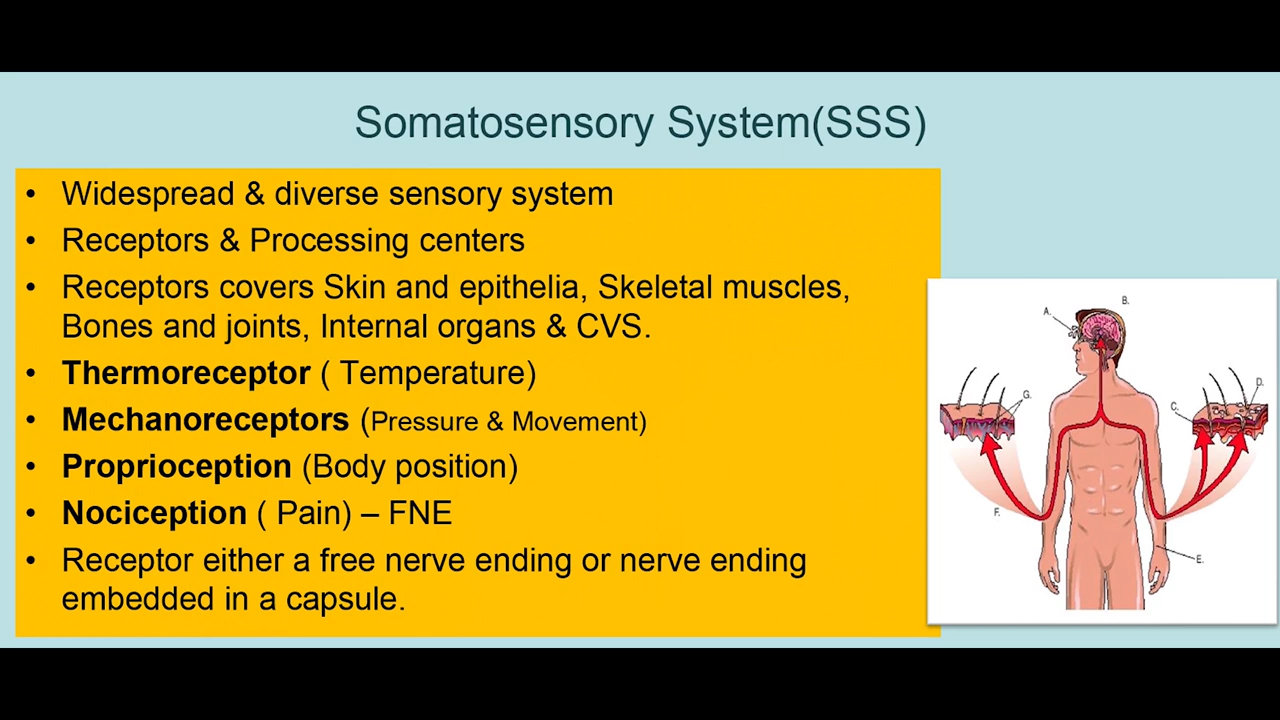 Somatosensory System(SSS)
• Widespread & diverse sensory system
• Receptors & Processing centers
• Receptors covers Skin and epithelia, Skeletal muscles,
Bones and joints, Internal organs & CVS.
• Thermoreceptor ( Temperature)
• Mechanoreceptors (Pressure & Movement)
• Proprioception (Body position)
• Nociception ( Pain) – FNE
• Receptor either a free nerve ending or nerve ending
embedded in a capsule.
B.
A.
D.
G.
C.
F.
E.